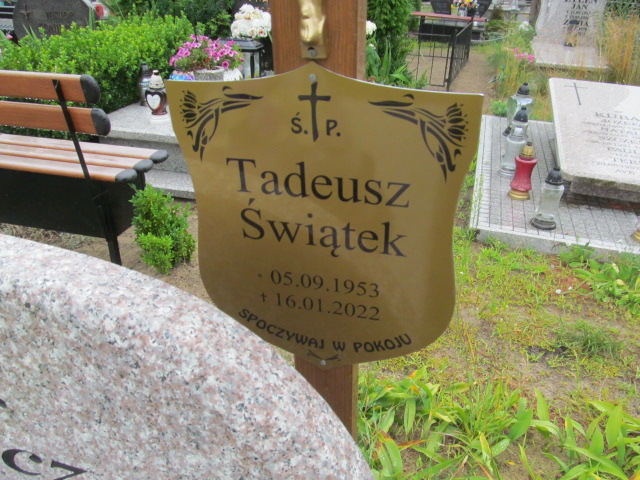 Ś. P.
Tadeusz
Świątek
* 05.09.1953
† 16.01.2022
SPOCZYWAJ W POKOJU